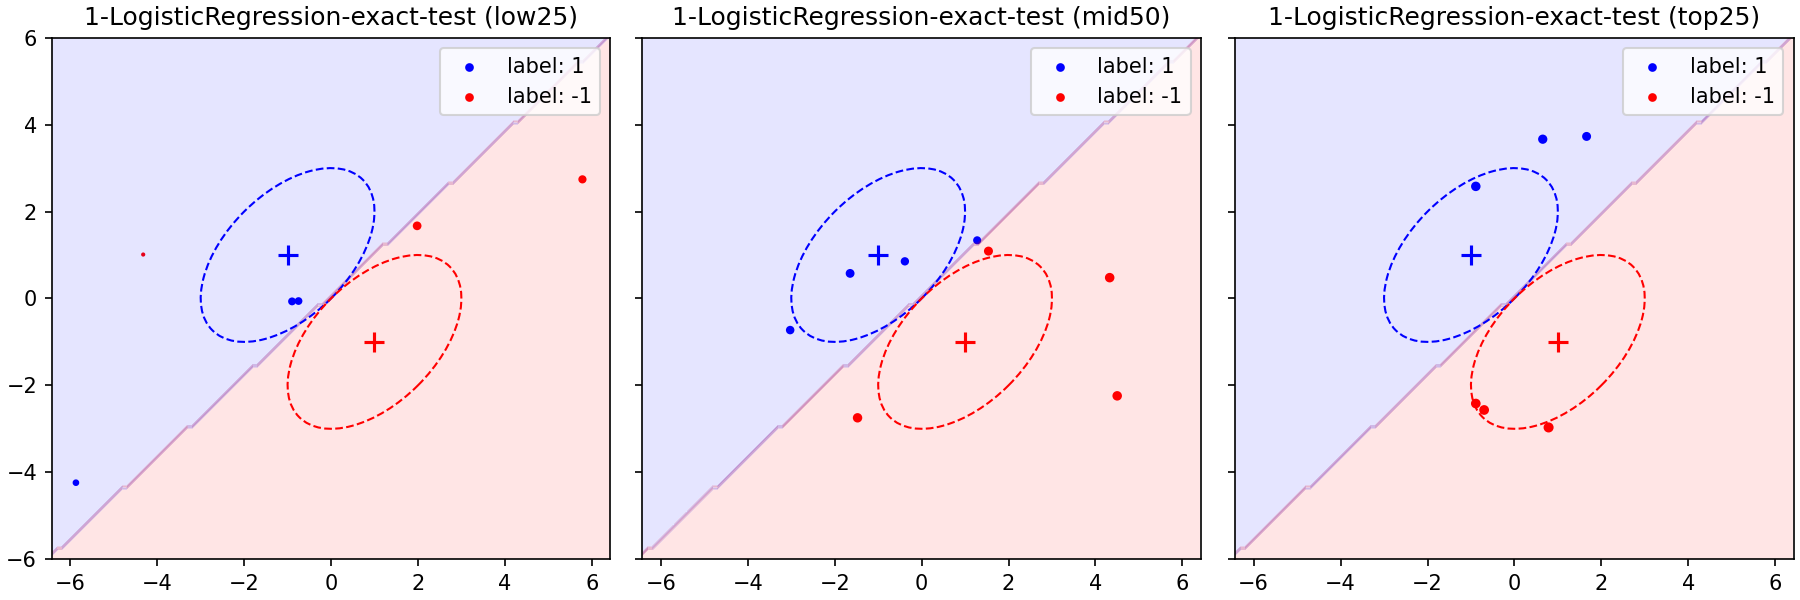 1-LogisticRegression-exact-test (low25)
label: 1
label: -1
6
4
2
0
−2
−4
−6
−6 −4 −2 0 2 4 6
1-LogisticRegression-exact-test (mid50)
label: 1
label: -1
−6 −4 −2 0 2 4 6
1-LogisticRegression-exact-test (top25)
label: 1
label: -1
−6 −4 −2 0 2 4 6